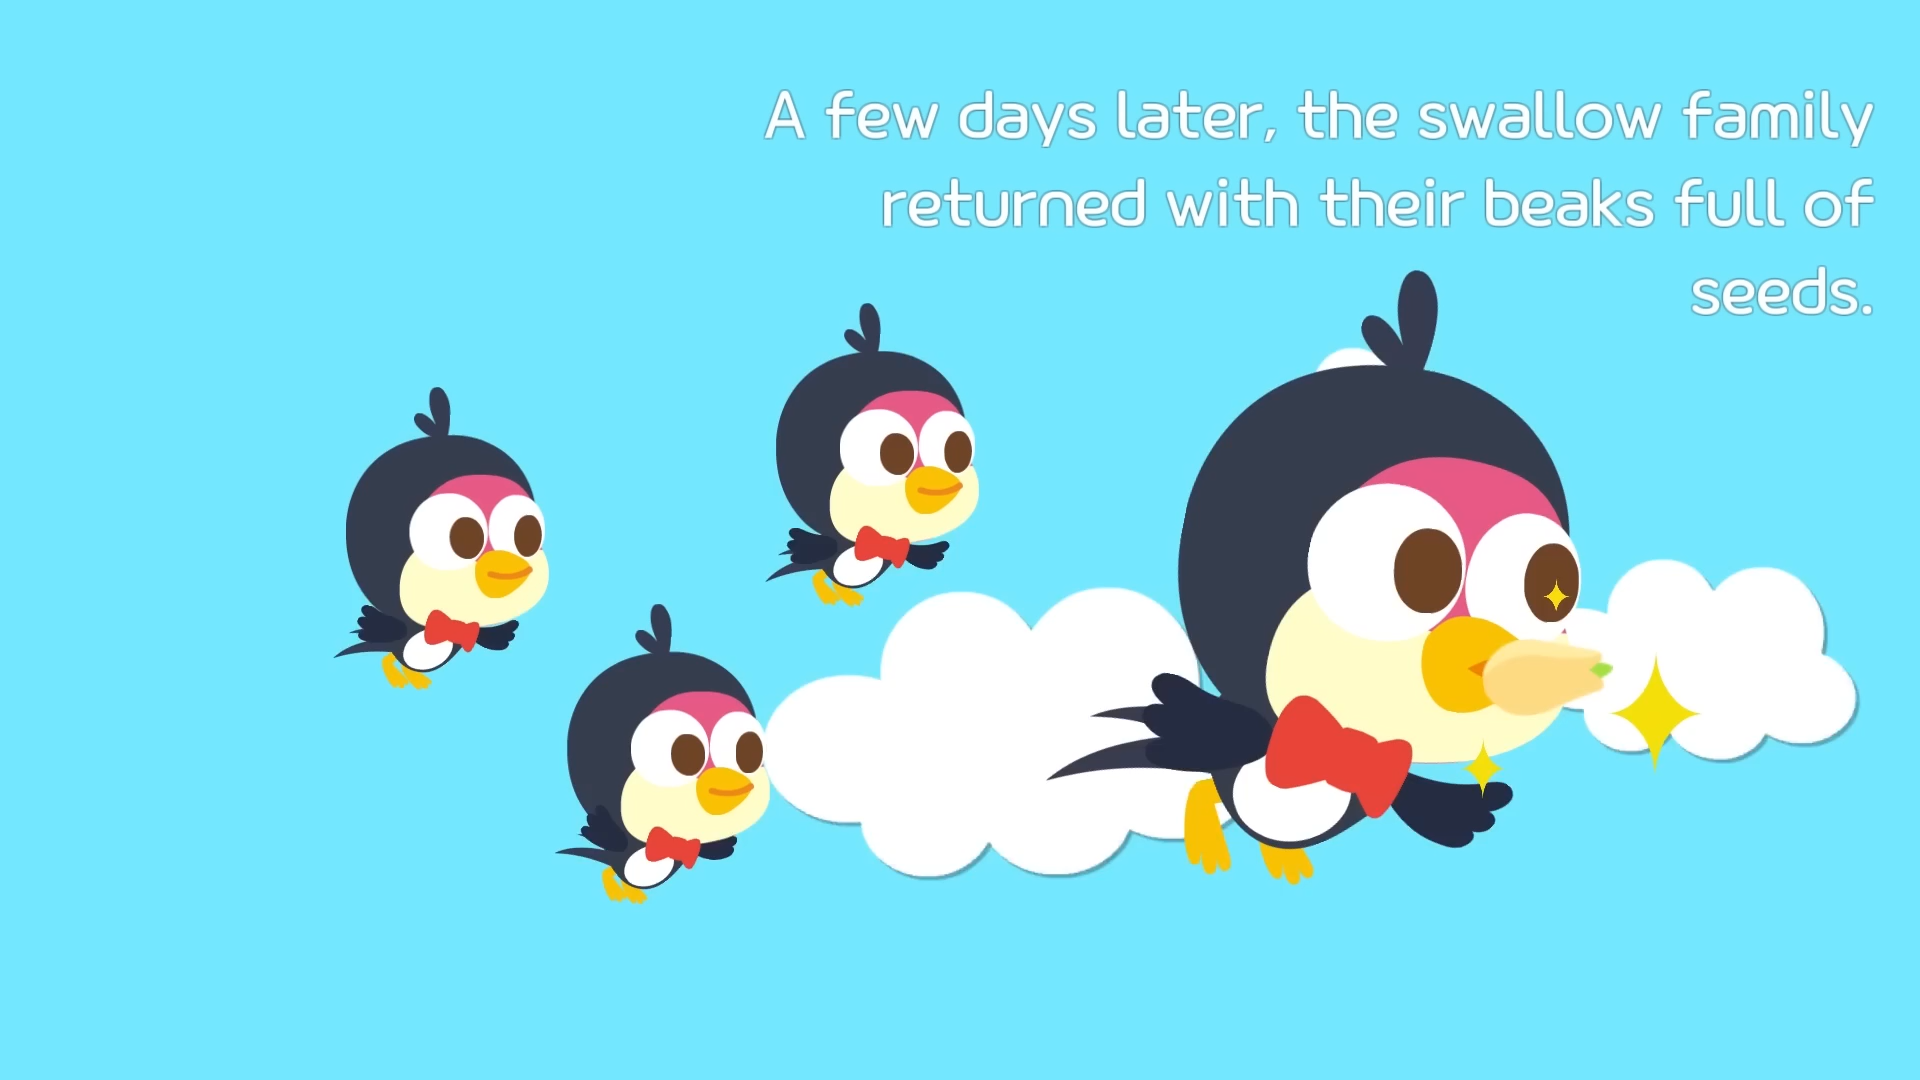 A few days later, the swallow family
returned with their beaks full of
seeds.